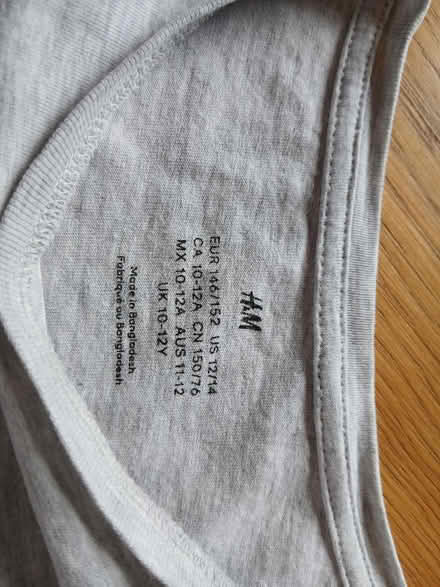 H&M
EUR 146/152 US 12/14
CA 10-12A CN 150/76
MX 10-12A AUS 11-12
UK 10-12Y
Made in Bangladesh
Fabriqué au Bangladesh